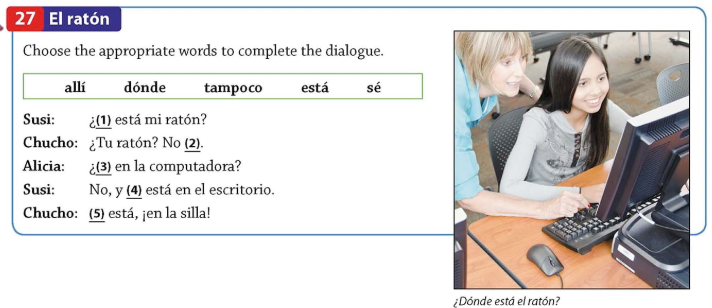 27 El ratón
Choose the appropriate words to complete the dialogue.
allí dónde tampoco está sé
Susi: ¿(1) está mi ratón?
Chucho: ¿Tu ratón? No (2).
Alicia: ¿(3) en la computadora?
Susi: No, y (4) está en el escritorio.
Chucho: (5) está, ¡en la silla!
¿Dónde está el ratón?